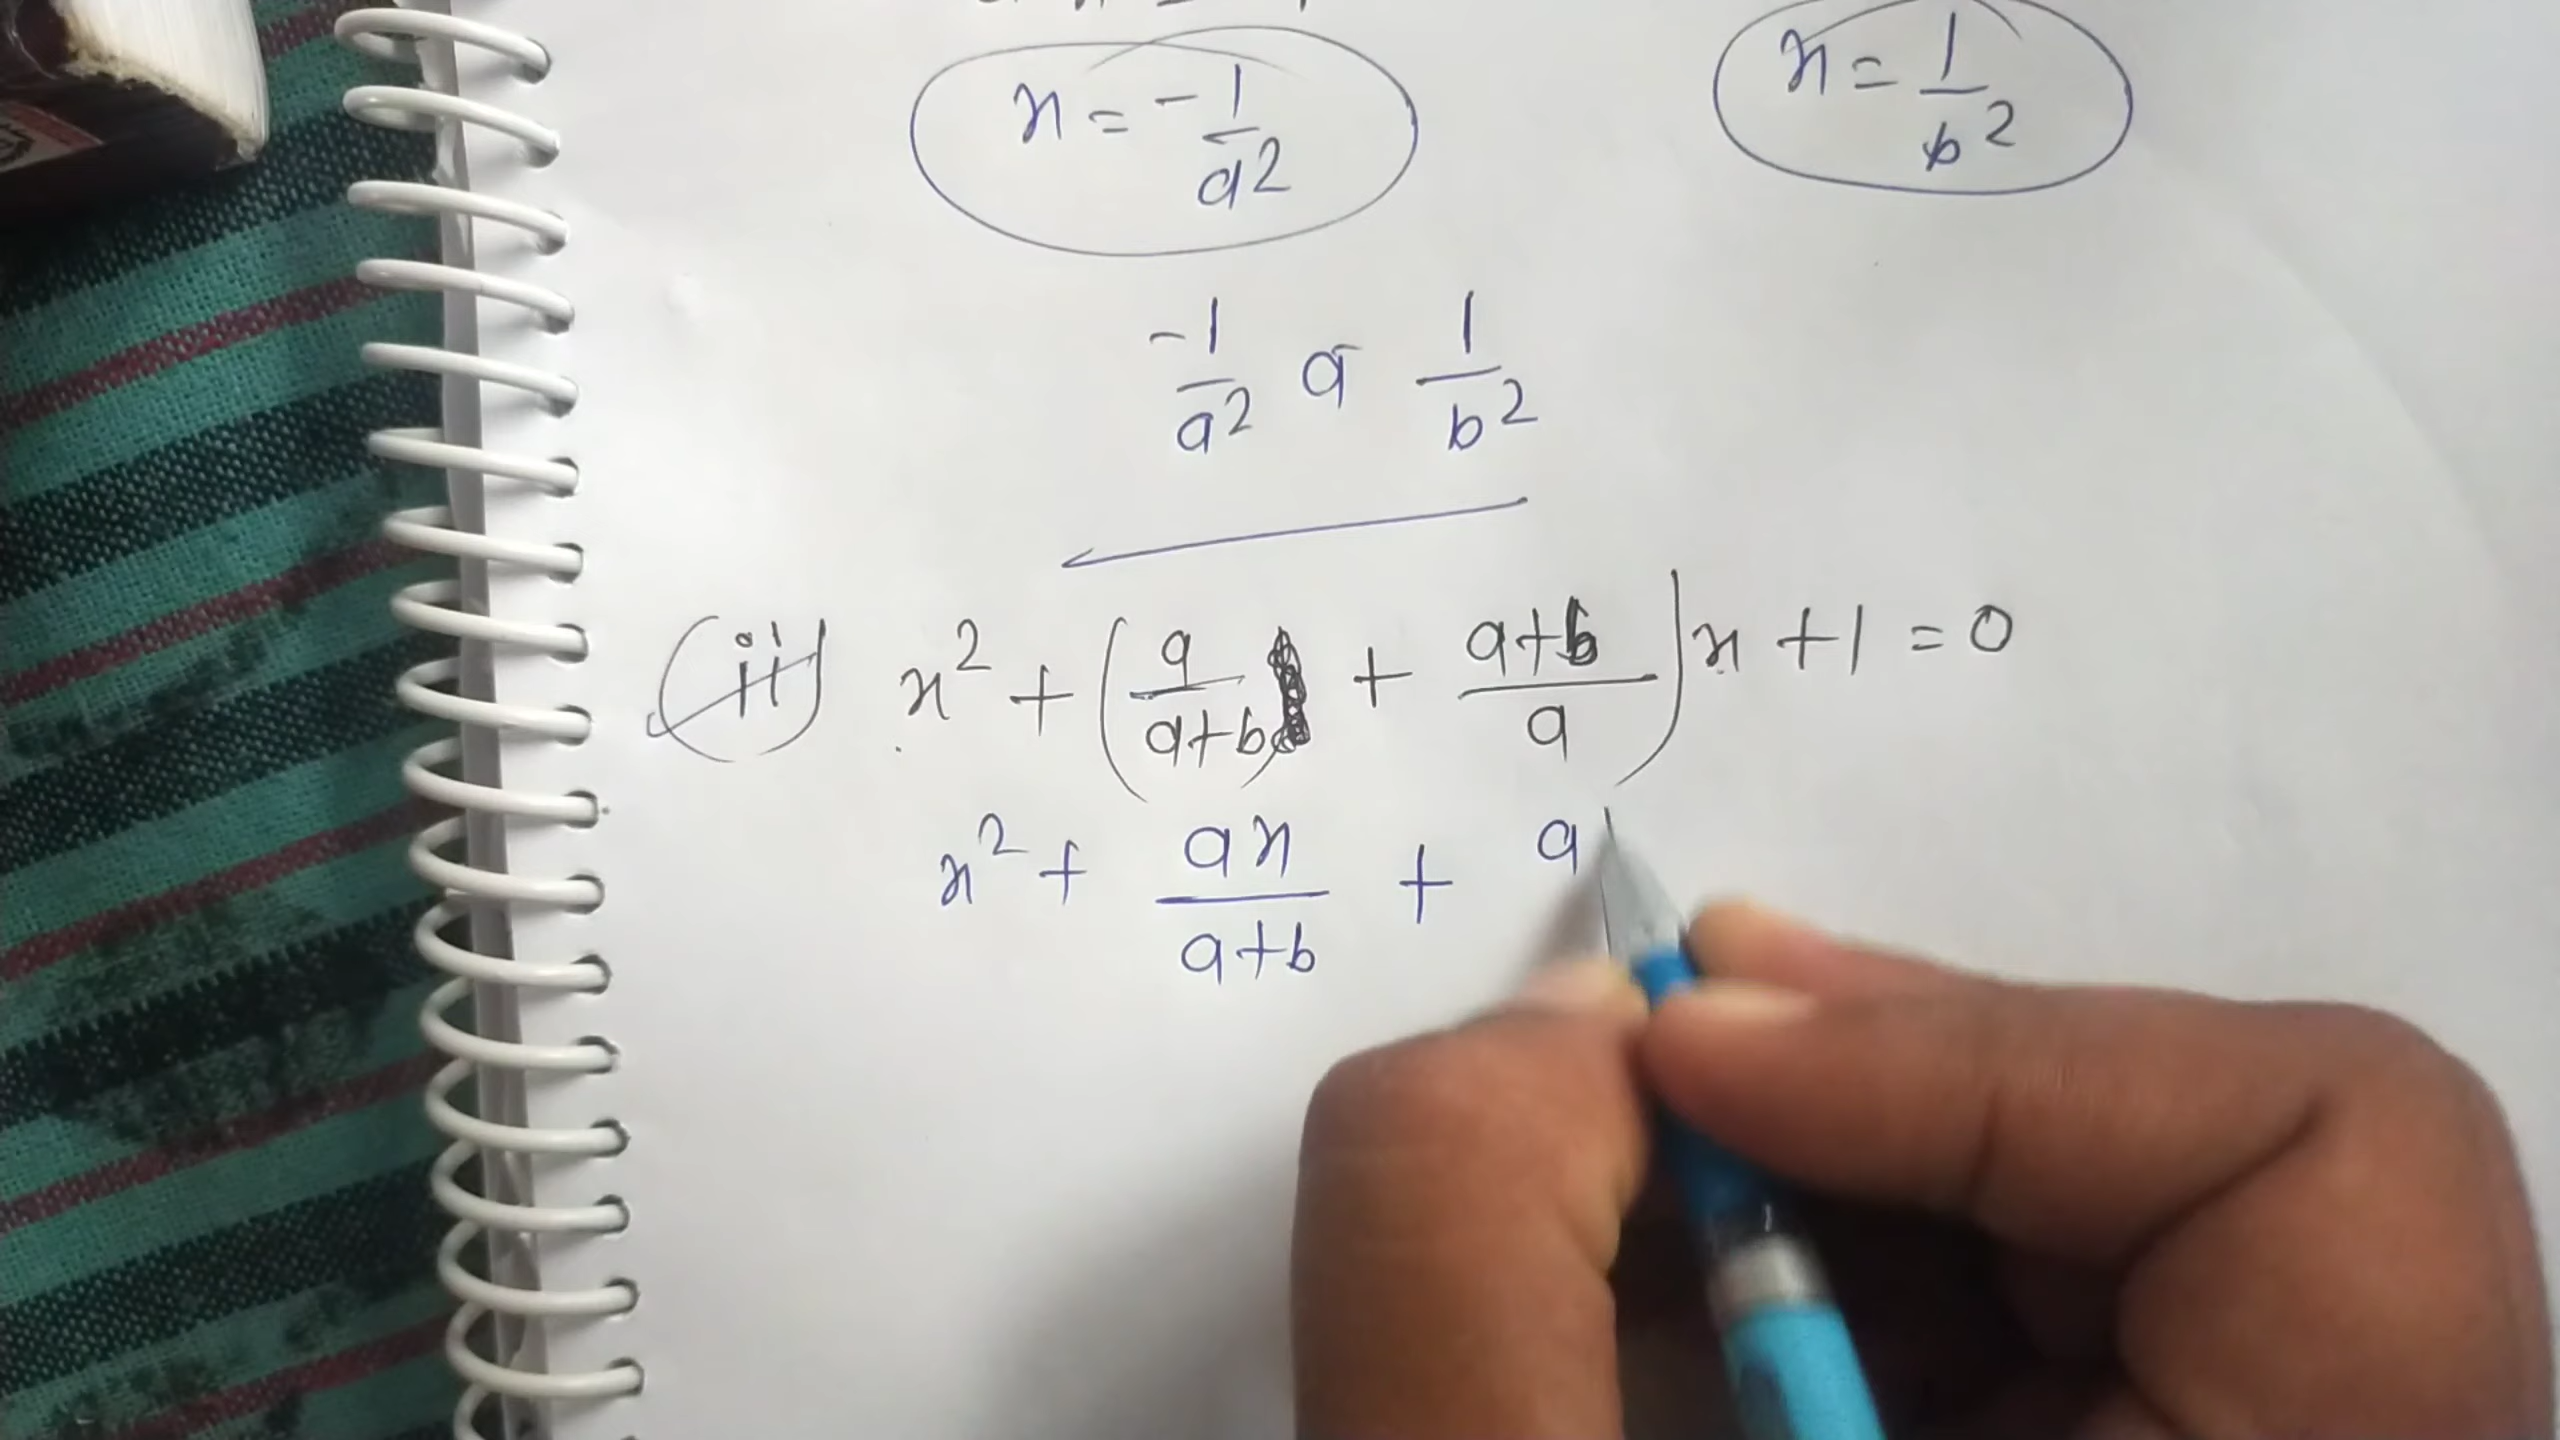 x = -1/a²
x = 1/b²
-1/a² a 1/b²
(ii) x² + (a/a+b + a+b/a) x + 1 = 0
x² + ax/a+b + a